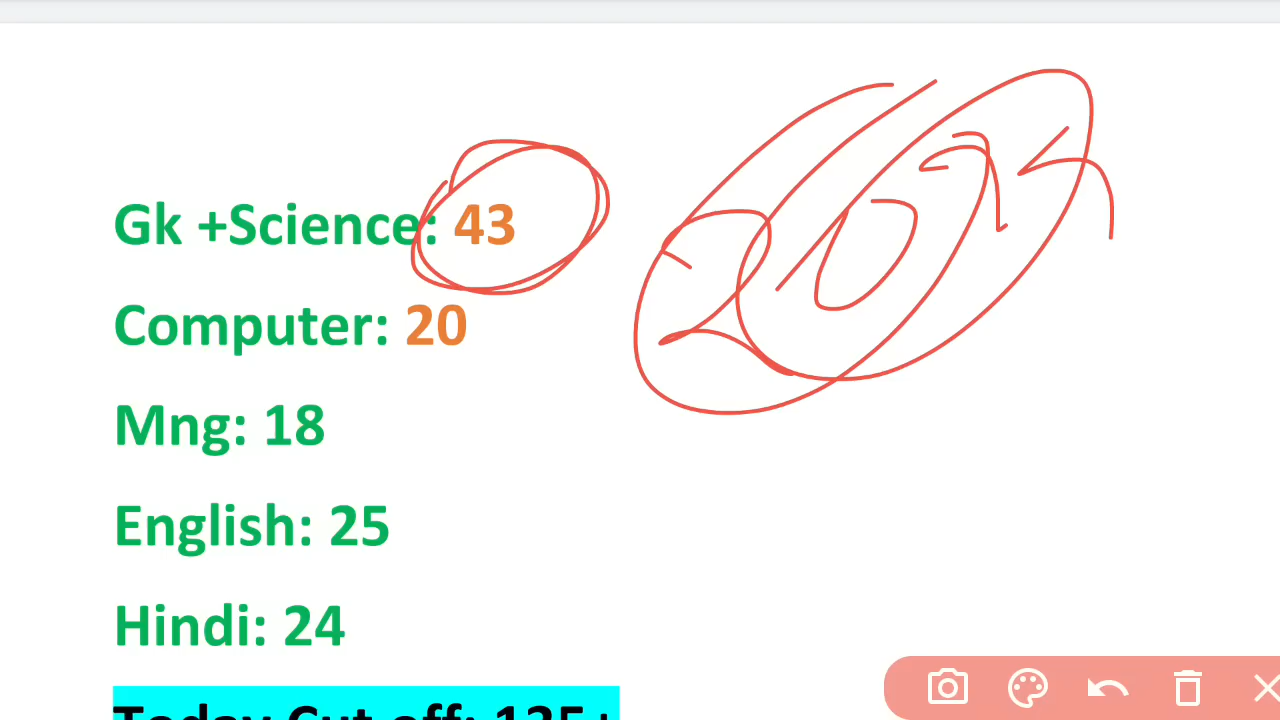 Gk +Science: 43
Computer: 20
Mng: 18
English: 25
Hindi: 24
Today Cut off: 135+